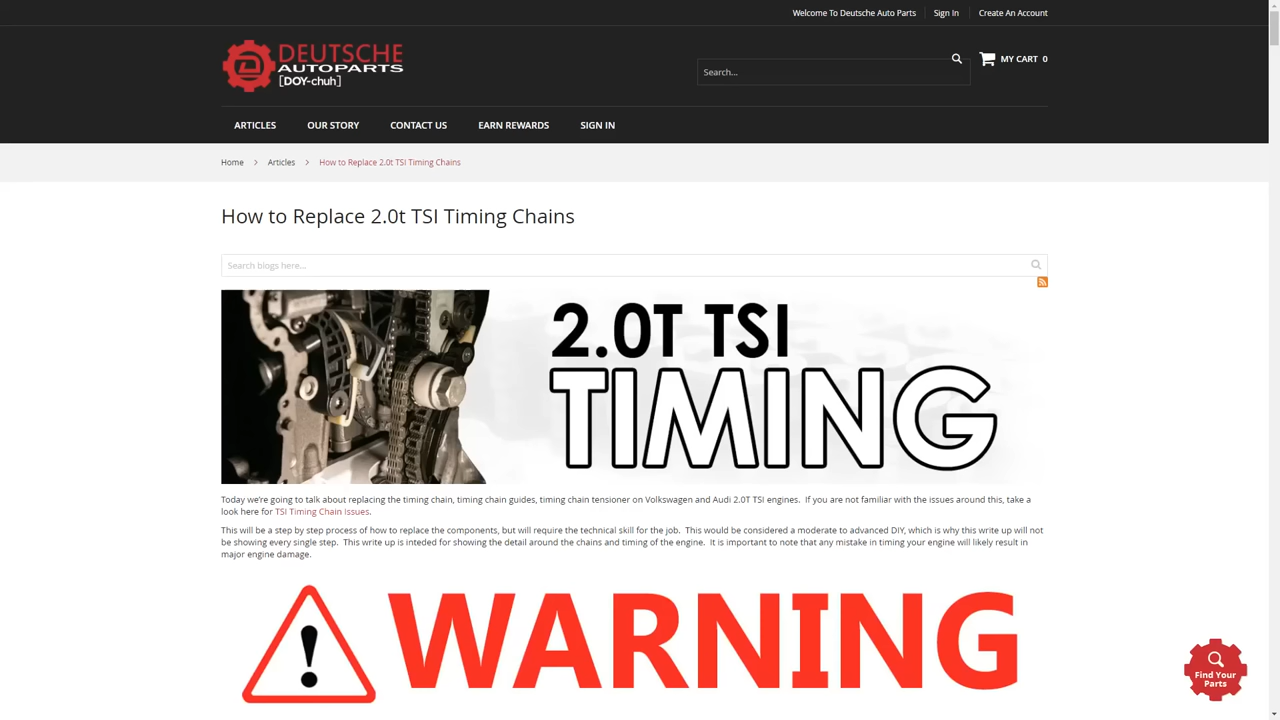 Welcome To Deutsche Auto Parts Sign In Create An Account
DEUTSCHE
AUTOPARTS
[DOY-chuh]
Search...
MY CART 0
ARTICLES OUR STORY CONTACT US EARN REWARDS SIGN IN
Home Articles How to Replace 2.0t TSI Timing Chains
How to Replace 2.0t TSI Timing Chains
Search blogs here...
2.0T TSI
TIMING
Today we're going to talk about replacing the timing chain, timing chain guides, timing chain tensioner on Volkswagen and Audi 2.0T TSI engines. If you are not familiar with the issues around this, take a
look here for TSI Timing Chain Issues.
This will be a step by step process of how to replace the components, but will require the technical skill for the job. This would be considered a moderate to advanced DIY, which is why this write up will not
be showing every single step. This write up is inteded for showing the detail around the chains and timing of the engine. It is important to note that any mistake in timing your engine will likely result in
major engine damage.
WARNING
Find Your
Parts